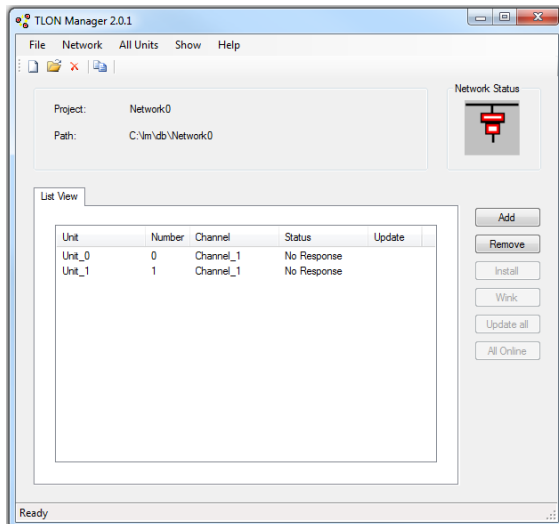 TLON Manager 2.0.1
File Network All Units Show Help
Network Status
Project: Network0
Path: C:\lm\db\Network0
List View
Unit Number Channel Status Update
Unit_0 0 Channel_1 No Response
Unit_1 1 Channel_1 No Response
Add
Remove
Install
Wink
Update all
All Online
Ready